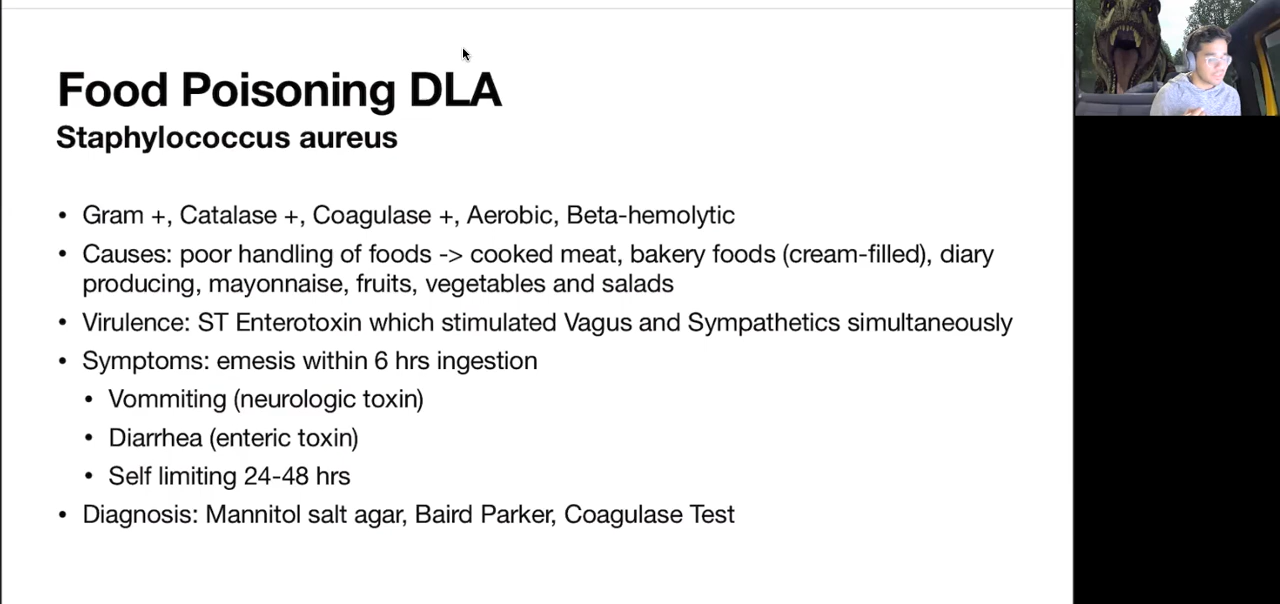 Food Poisoning DLA
Staphylococcus aureus
• Gram +, Catalase +, Coagulase +, Aerobic, Beta-hemolytic
• Causes: poor handling of foods -> cooked meat, bakery foods (cream-filled), diary
producing, mayonnaise, fruits, vegetables and salads
• Virulence: ST Enterotoxin which stimulated Vagus and Sympathetics simultaneously
• Symptoms: emesis within 6 hrs ingestion
• Vommiting (neurologic toxin)
• Diarrhea (enteric toxin)
• Self limiting 24-48 hrs
• Diagnosis: Mannitol salt agar, Baird Parker, Coagulase Test